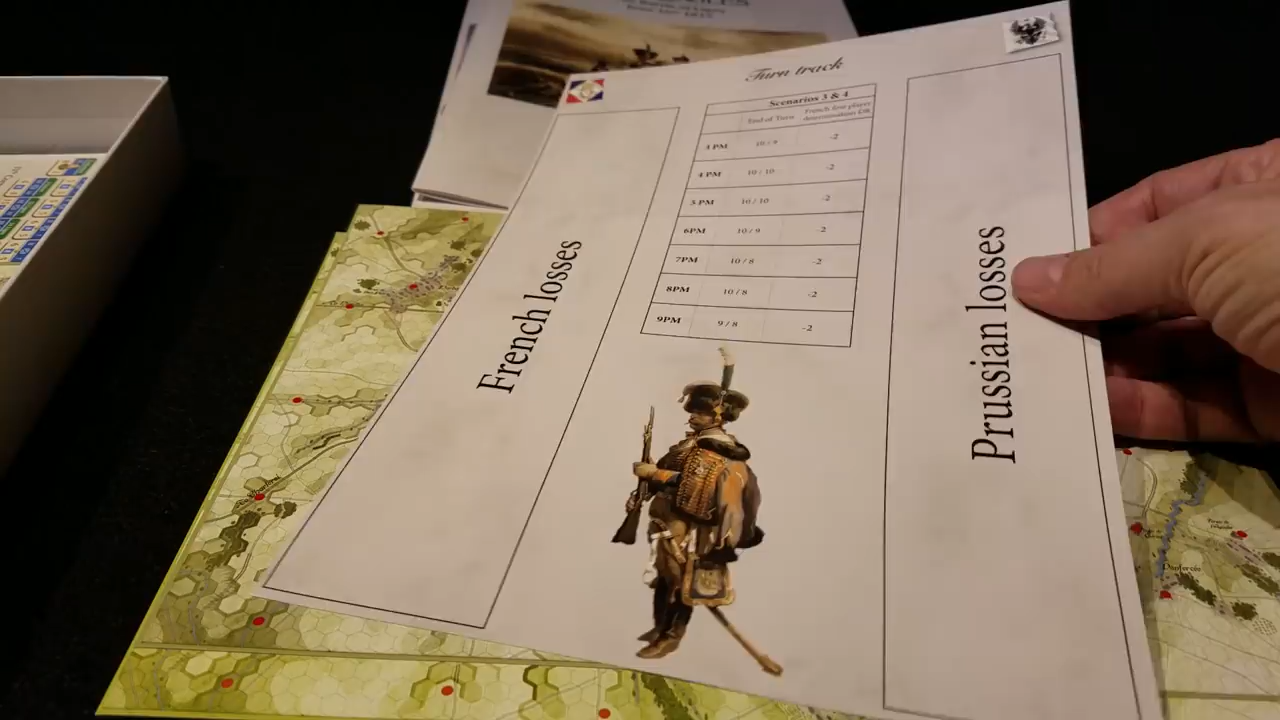 Turn track
Scenarios 3 & 4
End of Turn French first player determination DR
3 PM 10 / 9 -2
4 PM 10 / 10 -2
5 PM 10 / 10 -2
6PM 10 / 9 -2
7PM 10 / 8 -2
8PM 10 / 8 -2
9PM 9 / 8 -2
French losses
Prussian losses